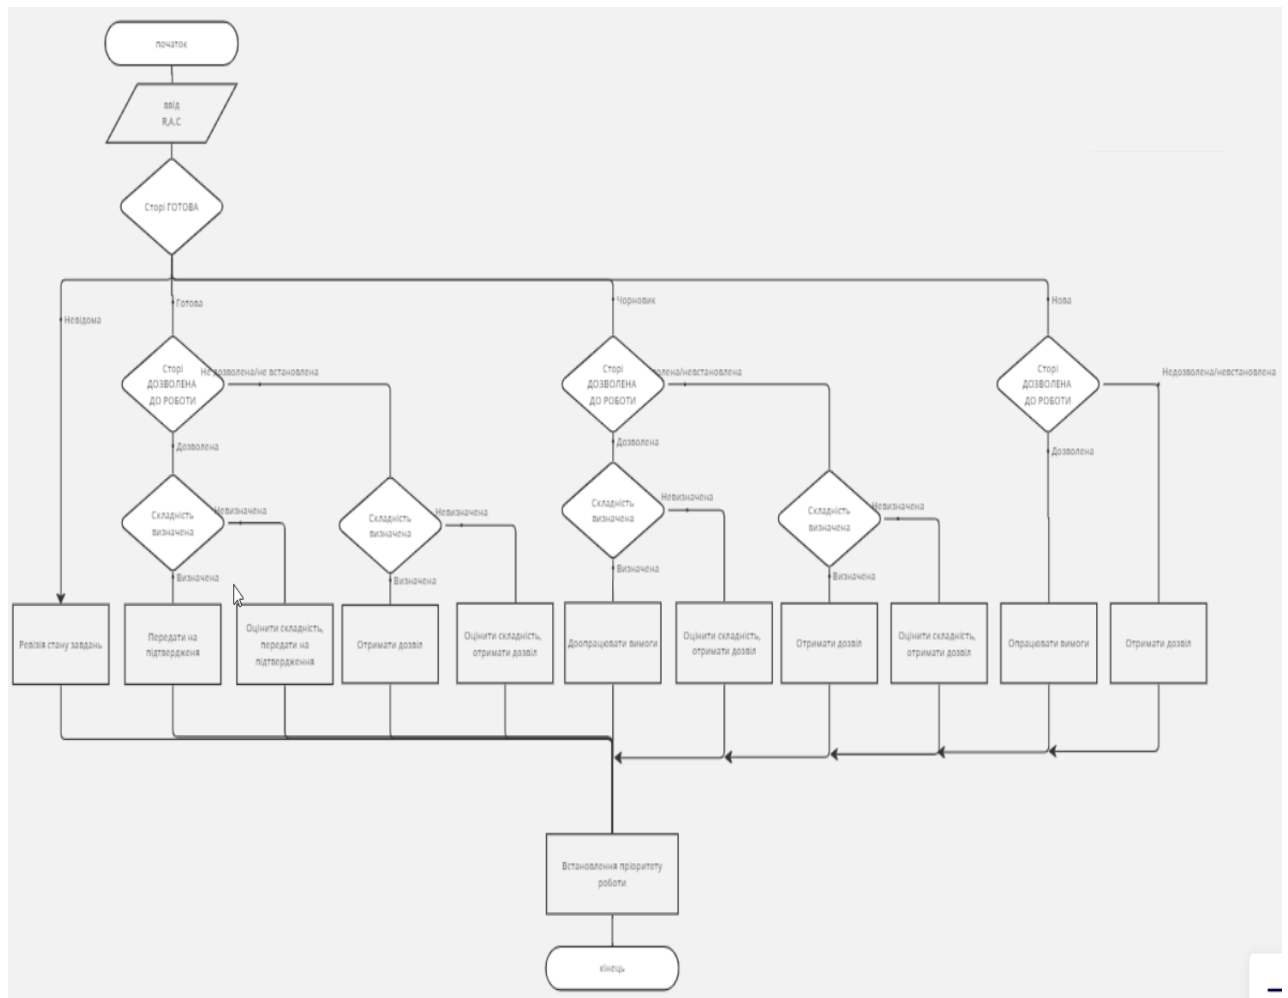 початок
ввід
R,A.C
Сторі ГОТОВА
Невідома
Готова
Чорновик
Нова
Сторі
ДОЗВОЛЕНА
ДО РОБОТИ
Не дозволена/не встановлена
Сторі
ДОЗВОЛЕНА
ДО РОБОТИ
волена/невстановлена
Сторі
ДОЗВОЛЕНА
ДО РОБОТИ
Недозволена/невстановлена
Дозволена
Дозволена
Дозволена
Складність
визначена
Невизначена
Складність
визначена
Невизначена
Складність
визначена
Невизначена
Складність
визначена
Невизначена
Визначена
Визначена
Визначена
Визначена
Ревізія стану завдань
Передати на
підтвердженя
Оцінити складність,
передати на
підтвердження
Отримати дозвіл
Оцінити складність,
отримати дозвіл
Доопрацювати вимоги
Оцінити складність,
отримати дозвіл
Отримати дозвіл
Оцінити складність,
отримати дозвіл
Опрацювати вимоги
Отримати дозвіл
Встановлення пріоритету
роботи
кінець